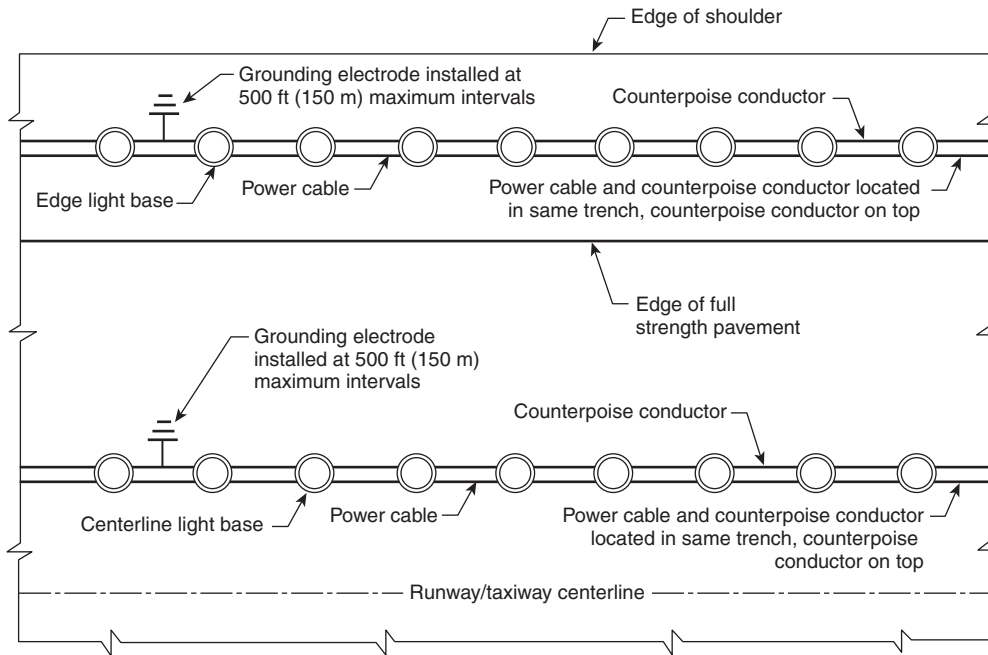 Edge of shoulder
Grounding electrode installed at
500 ft (150 m) maximum intervals
Counterpoise conductor
Edge light base
Power cable
Power cable and counterpoise conductor located
in same trench, counterpoise conductor on top
Edge of full
strength pavement
Grounding electrode
installed at 500 ft (150 m)
maximum intervals
Counterpoise conductor
Centerline light base
Power cable
Power cable and counterpoise conductor
located in same trench, counterpoise
conductor on top
Runway/taxiway centerline